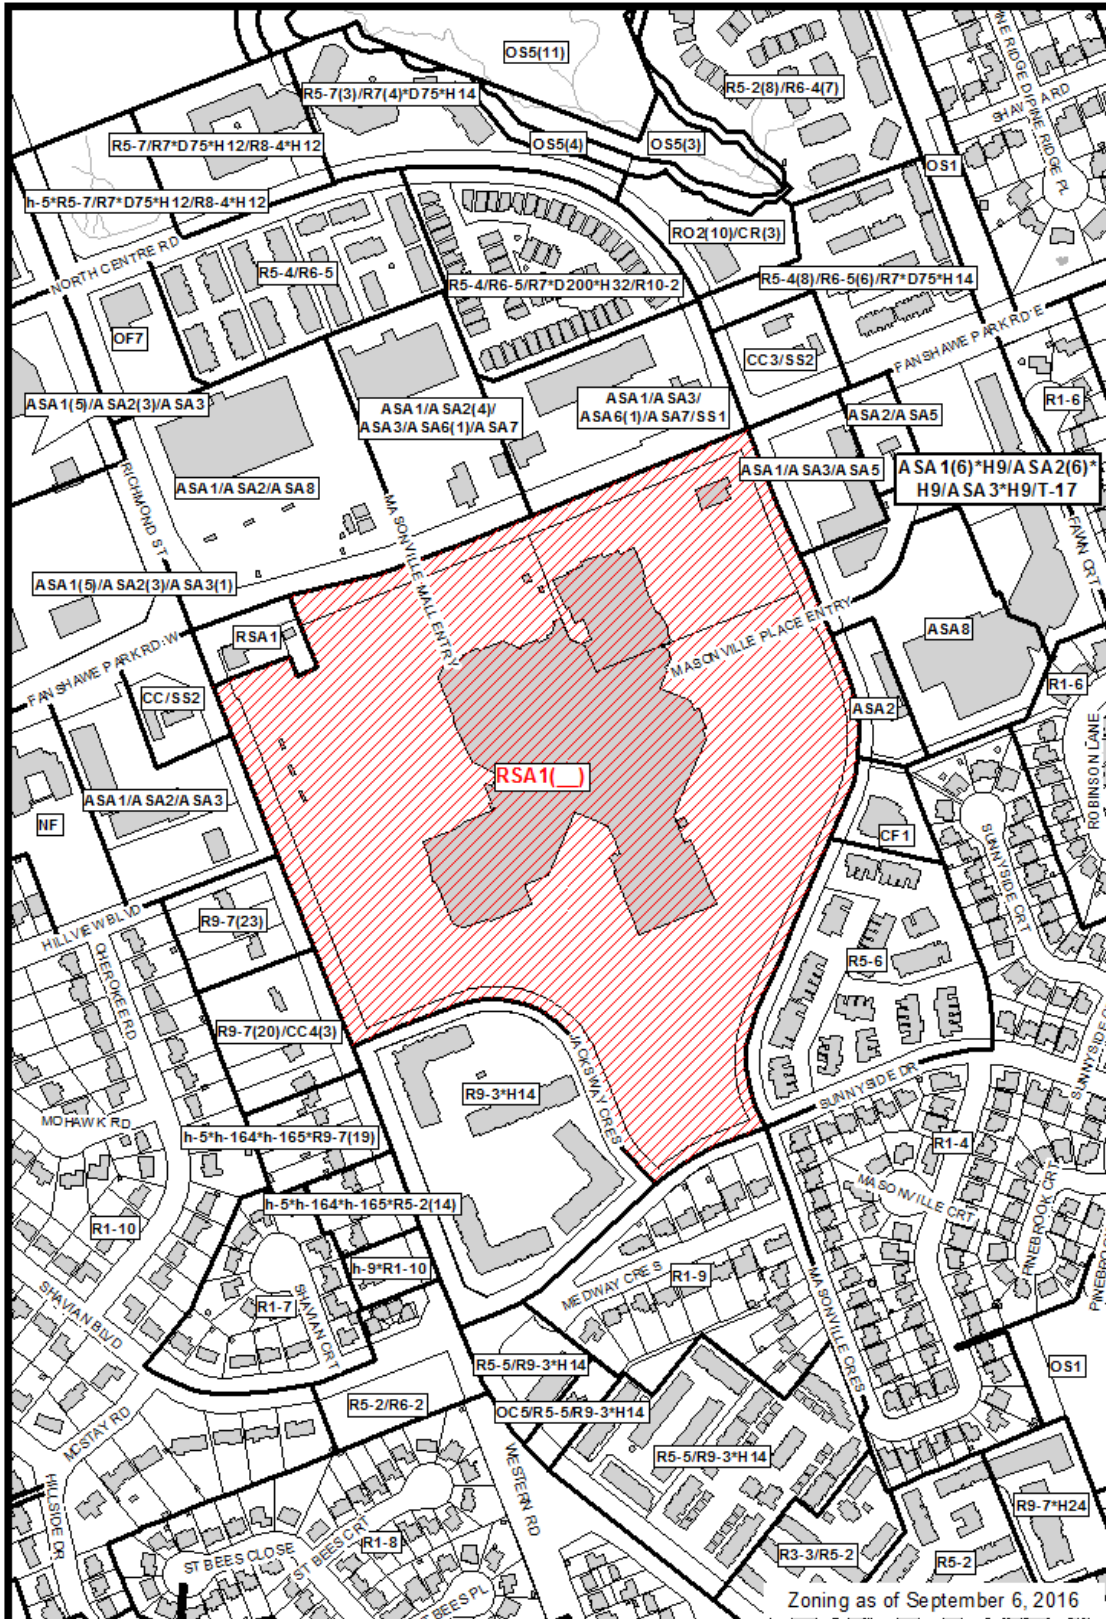 OS5(11)
R5-7(3)/R7(4)*D75*H14
R5-2(8)/R6-4(7)
PINE RIDGE DR
PINE RIDGE PL
SHAVIAN RD
R5-7/R7*D75*H12/R8-4*H12
OS5(4)
OS5(3)
OS1
h-5*R5-7/R7*D75*H12/R8-4*H12
NORTH CENTRE RD
RO2(10)/CR(3)
R5-4/R6-5
R5-4/R6-5/R7*D200*H32/R10-2
R5-4(8)/R6-5(6)/R7*D75*H14
OF7
CC3/SS2
FANSHAWE PARK RD E
ASA1(5)/ASA2(3)/ASA3
ASA1/ASA2(4)/
ASA3/ASA6(1)/ASA7
ASA1/ASA3/
ASA6(1)/ASA7/SS1
R1-6
ASA2/ASA5
ASA1/ASA3/ASA5
ASA1(6)*H9/ASA2(6)*
H9/ASA3*H9/T-17
RICHMOND ST
ASA1/ASA2/ASA8
MASONVILLE MALL ENTRY
FAWN CRT
ASA1(5)/ASA2(3)/ASA3(1)
RSA1
FANSHAWE PARK RD W
MASONVILLE PLACE ENTRY
ASA8
CC/SS2
R1-6
ASA2
ROBINSON LANE
RSA1(__)
ASA1/ASA2/ASA3
NF
CF1
SUNNYSIDE CRT
HILLVIEW BLVD
R9-7(23)
CHEROKEE RD
R5-6
R9-7(20)/CC4(3)
JACKSWAY CRES
SUNNYSIDE DR
R9-3*H14
MOHAWK RD
h-5*h-164*h-165*R9-7(19)
R1-4
MASONVILLE CRT
PINEBROOK CRT
h-5*h-164*h-165*R5-2(14)
R1-10
h-9*R1-10
MEDWAY CRES
R1-9
MASONVILLE CRES
SHAVIAN BLVD
R1-7
SHAVIAN CRT
R5-5/R9-3*H14
OS1
R5-2/R6-2
OC5/R5-5/R9-3*H14
MCSTAY RD
R5-5/R9-3*H14
WESTERN RD
HILLSIDE DR
R9-7*H24
ST BEES CLOSE
ST BEES CRT
R1-8
R3-3/R5-2
R5-2
BEES PL
Zoning as of September 6, 2016